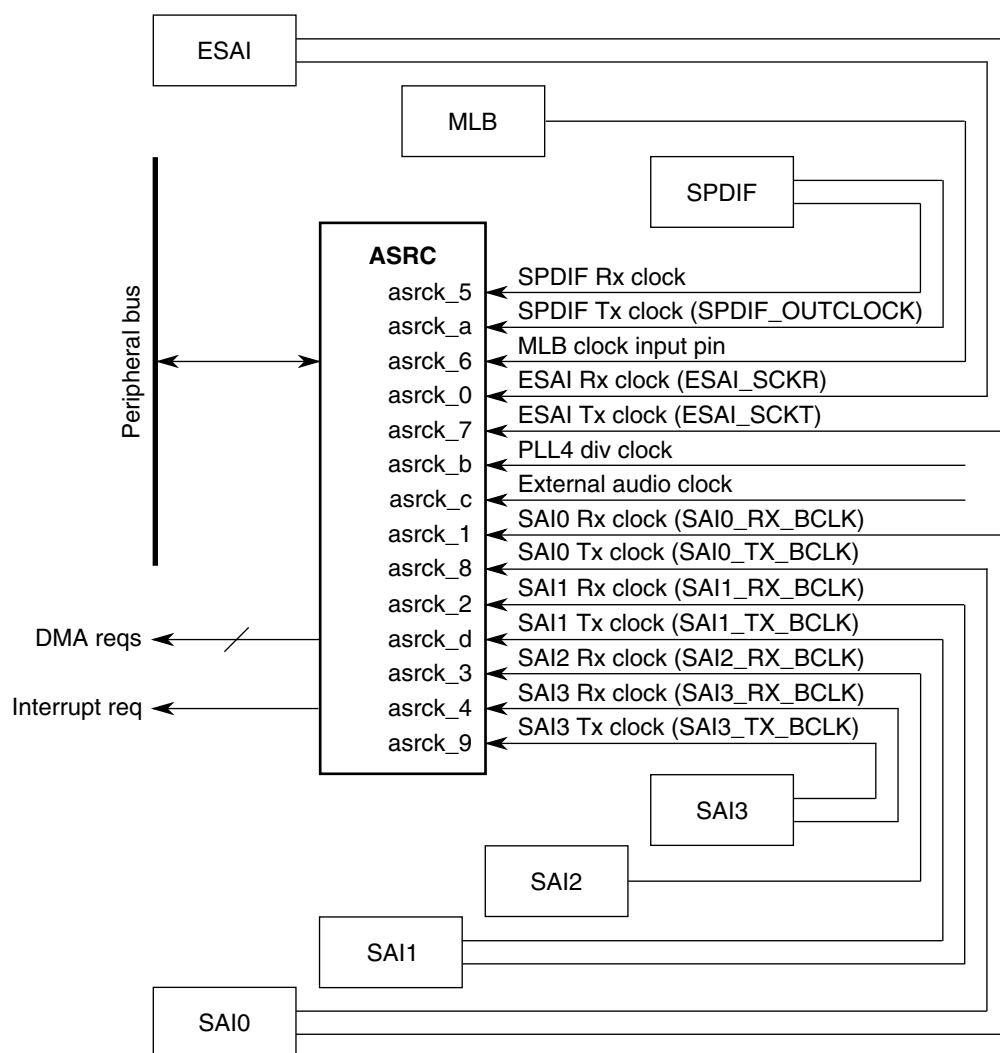 ESAI
MLB
SPDIF
Peripheral bus
ASRC
asrck_5 SPDIF Rx clock
asrck_a SPDIF Tx clock (SPDIF_OUTCLOCK)
asrck_6 MLB clock input pin
asrck_0 ESAI Rx clock (ESAI_SCKR)
asrck_7 ESAI Tx clock (ESAI_SCKT)
asrck_b PLL4 div clock
asrck_c External audio clock
asrck_1 SAI0 Rx clock (SAI0_RX_BCLK)
asrck_8 SAI0 Tx clock (SAI0_TX_BCLK)
asrck_2 SAI1 Rx clock (SAI1_RX_BCLK)
DMA reqs asrck_d SAI1 Tx clock (SAI1_TX_BCLK)
asrck_3 SAI2 Rx clock (SAI2_RX_BCLK)
Interrupt req asrck_4 SAI3 Rx clock (SAI3_RX_BCLK)
asrck_9 SAI3 Tx clock (SAI3_TX_BCLK)
SAI3
SAI2
SAI1
SAI0